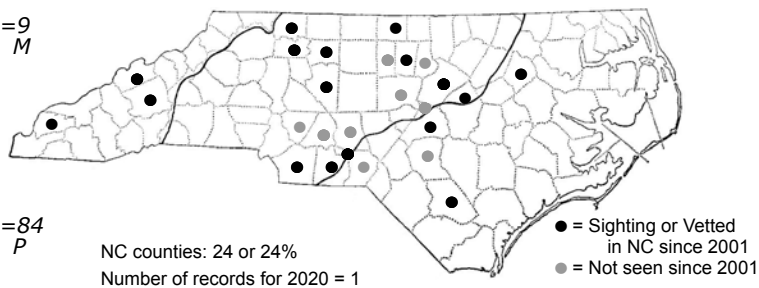 =9
M
=84
P
NC counties: 24 or 24%
Number of records for 2020 = 1
= Sighting or Vetted
in NC since 2001
= Not seen since 2001